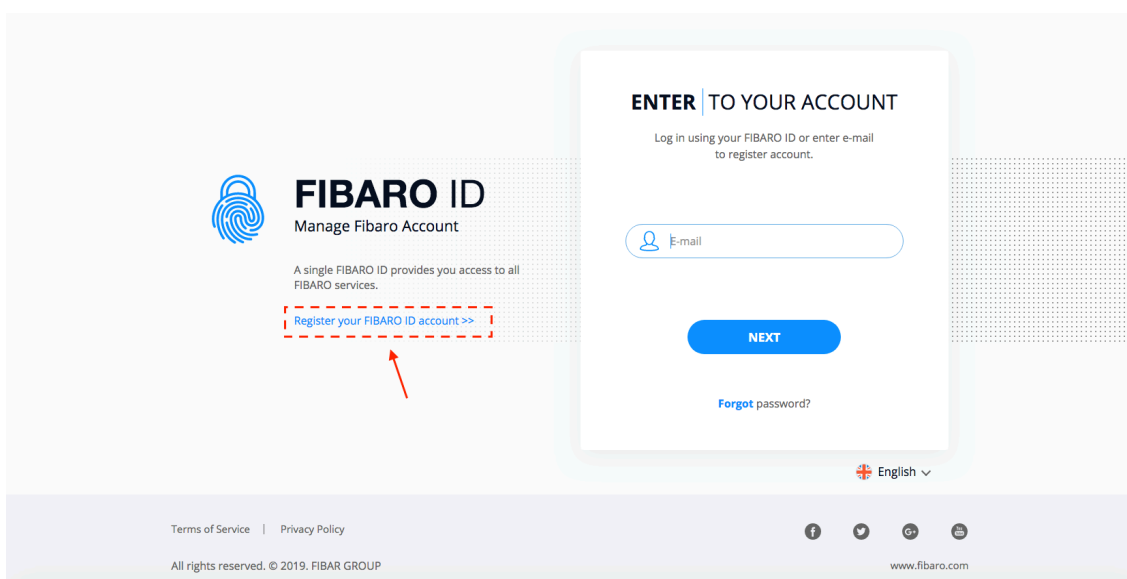 FIBARO ID
Manage Fibaro Account
A single FIBARO ID provides you access to all
FIBARO services.
Register your FIBARO ID account >>
ENTER TO YOUR ACCOUNT
Log in using your FIBARO ID or enter e-mail
to register account.
E-mail
NEXT
Forgot password?
English
Terms of Service | Privacy Policy
All rights reserved. © 2019. FIBAR GROUP
www.fibaro.com